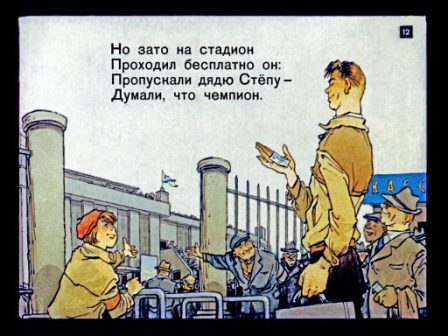 12
Но зато на стадион
Проходил бесплатно он:
Пропускали дядю Стёпу –
Думали, что чемпион.
КАСС